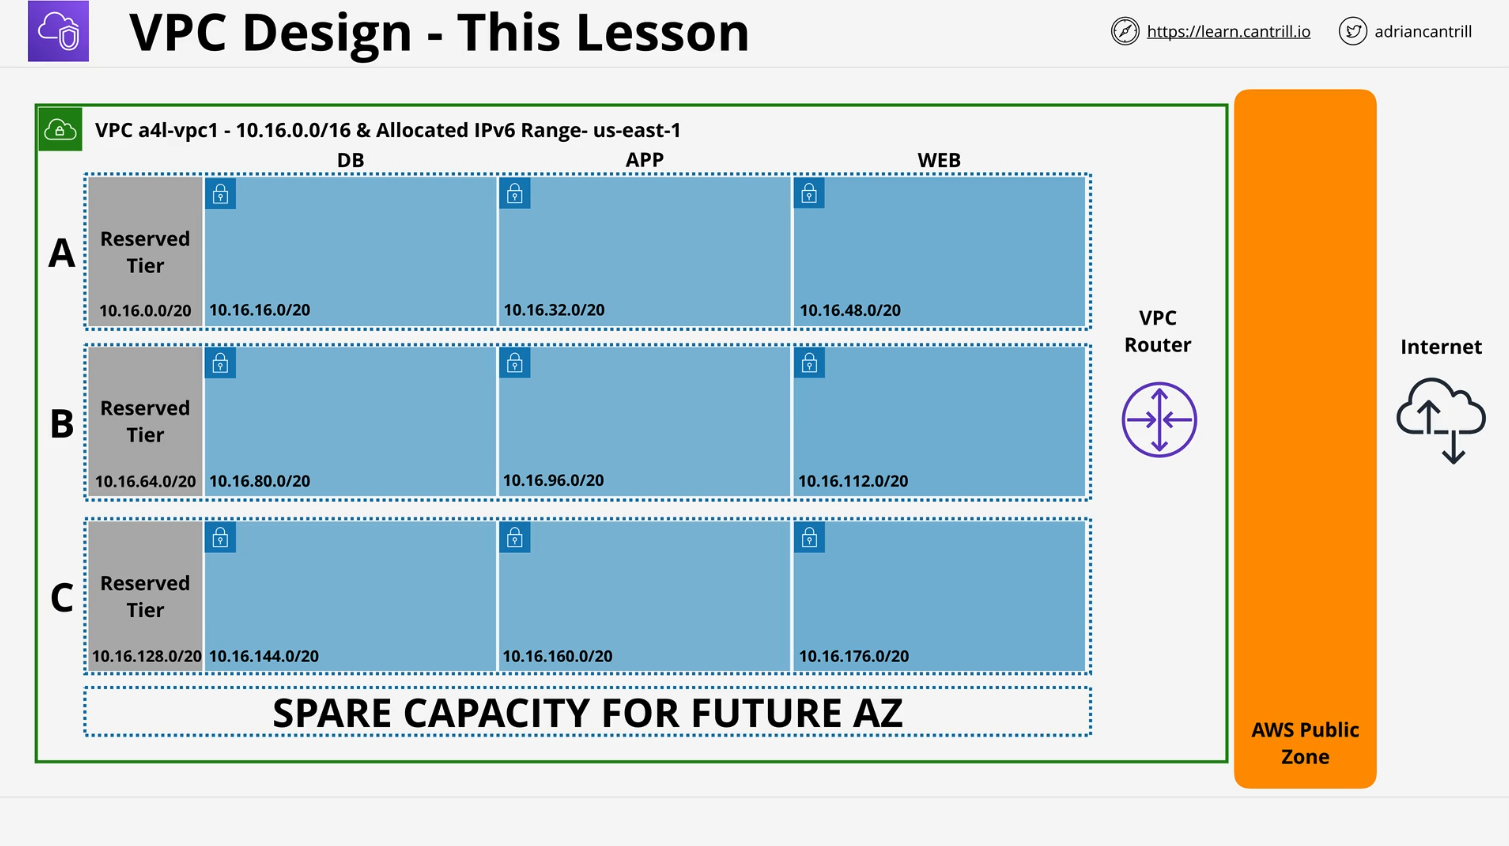 VPC Design - This Lesson
https://learn.cantrill.io
adriancantrill
VPC a4l-vpc1 - 10.16.0.0/16 & Allocated IPv6 Range- us-east-1
DB
APP
WEB
A
Reserved
Tier
10.16.0.0/20
10.16.16.0/20
10.16.32.0/20
10.16.48.0/20
B
Reserved
Tier
10.16.64.0/20
10.16.80.0/20
10.16.96.0/20
10.16.112.0/20
C
Reserved
Tier
10.16.128.0/20
10.16.144.0/20
10.16.160.0/20
10.16.176.0/20
SPARE CAPACITY FOR FUTURE AZ
VPC
Router
AWS Public
Zone
Internet